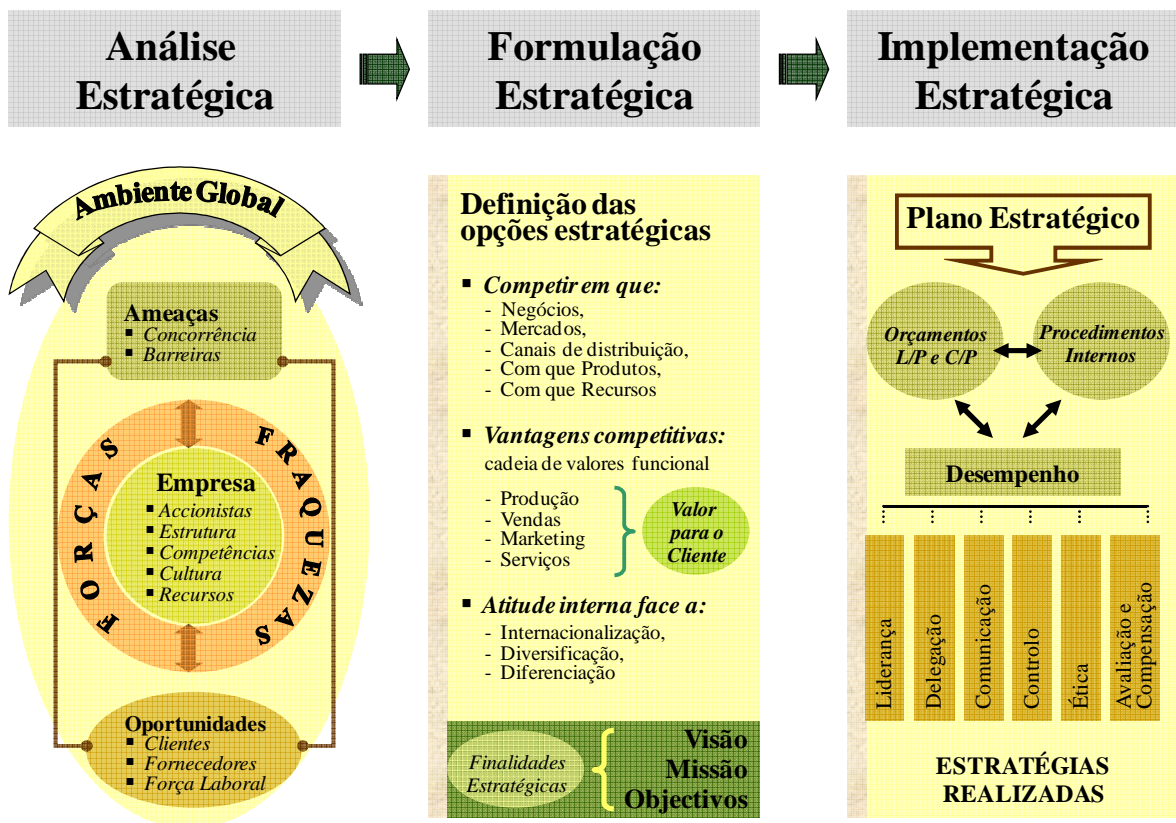 Análise
Estratégica
Formulação
Estratégica
Implementação
Estratégica
Ambiente Global
Ameaças
▪ Concorrência
▪ Barreiras
FORÇAS
FRAQUEZAS
Empresa
▪ Accionistas
▪ Estrutura
▪ Competências
▪ Cultura
▪ Recursos
Oportunidades
▪ Clientes
▪ Fornecedores
▪ Força Laboral
Definição das
opções estratégicas
▪ Competir em que:
- Negócios,
- Mercados,
- Canais de distribuição,
- Com que Produtos,
- Com que Recursos
▪ Vantagens competitivas:
cadeia de valores funcional
- Produção
- Vendas
- Marketing
- Serviços
Valor
para o
Cliente
▪ Atitude interna face a:
- Internacionalização,
- Diversificação,
- Diferenciação
Finalidades
Estratégicas
Visão
Missão
Objectivos
Plano Estratégico
Orçamentos
L/P e C/P
Procedimentos
Internos
Desempenho
Liderança
Delegação
Comunicação
Controlo
Ética
Avaliação e
Compensação
ESTRATÉGIAS
REALIZADAS